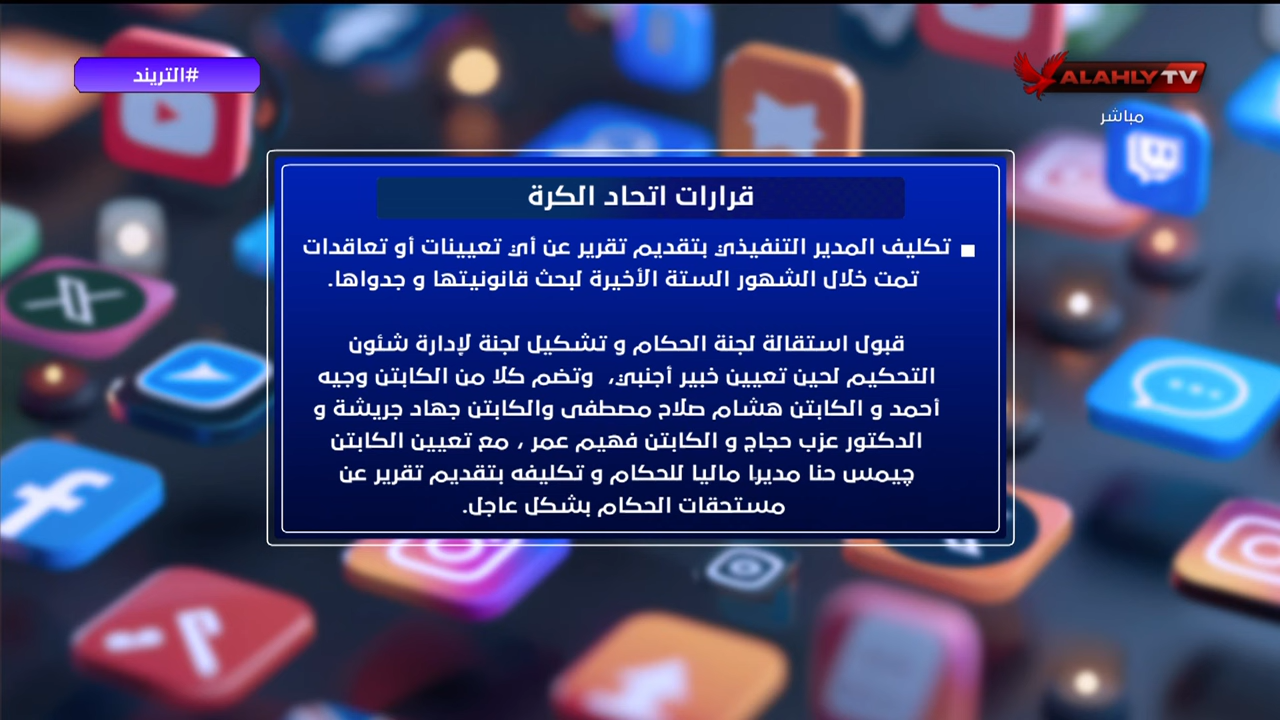 #التريند
ALAHLY TV
مباشر
قرارات اتحاد الكرة
▪ تكليف المدير التنفيذي بتقديم تقرير عن أي تعيينات أو تعاقدات
تمت خلال الشهور الستة الأخيرة لبحث قانونيتها و جدواها.
قبول استقالة لجنة الحكام و تشكيل لجنة لإدارة شئون
التحكيم لحين تعيين خبير أجنبي، وتضم كلا من الكابتن وجيه
أحمد و الكابتن هشام صلاح مصطفى والكابتن جهاد جريشة و
الدكتور عزب حجاج و الكابتن فهيم عمر ، مع تعيين الكابتن
چيمس حنا مديرا ماليا للحكام و تكليفه بتقديم تقرير عن
مستحقات الحكام بشكل عاجل.